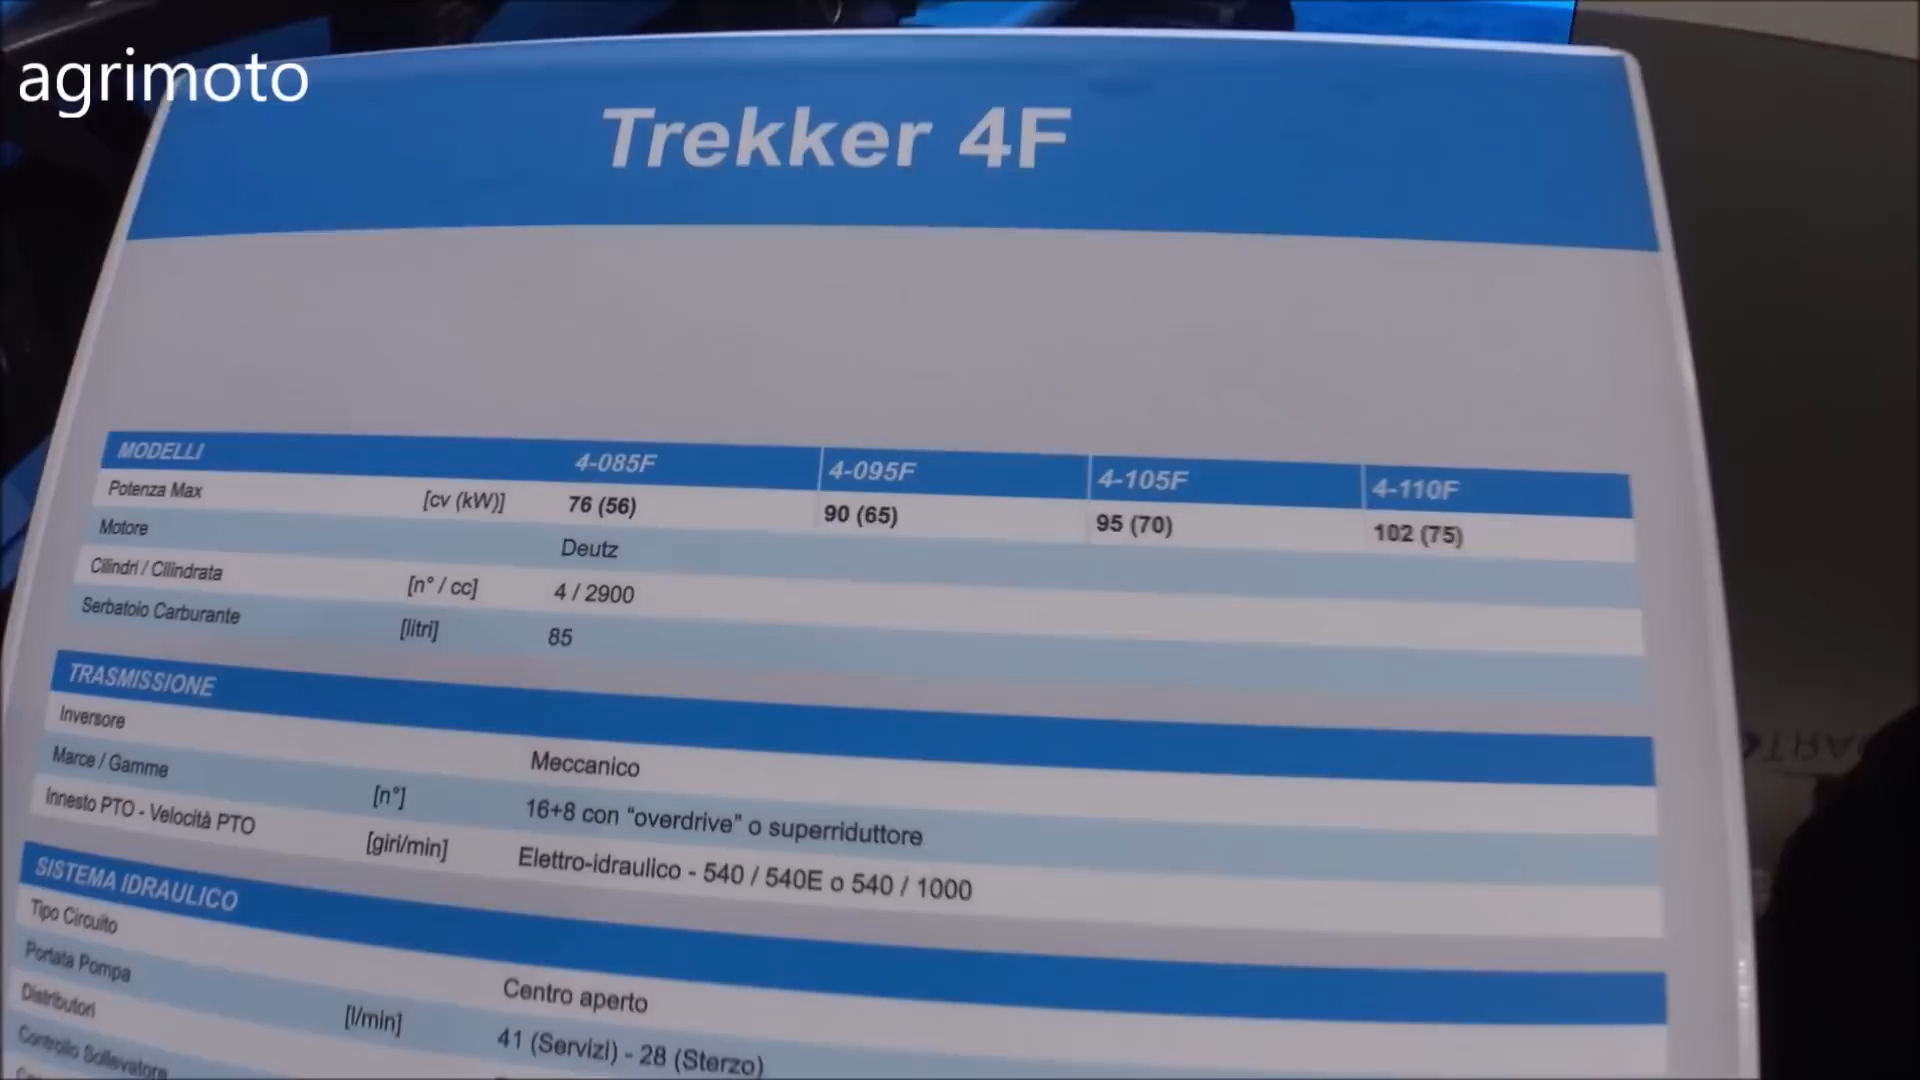 agrimoto
Trekker 4F
MODELLI 4-085F 4-095F 4-105F 4-110F
Potenza Max [cv (kW)] 76 (56) 90 (65) 95 (70) 102 (75)
Motore Deutz
Cilindri / Cilindrata [n° / cc] 4 / 2900
Serbatoio Carburante [litri] 85
TRASMISSIONE
Inversore Meccanico
Marce / Gamme [n°] 16+8 con “overdrive” o superriduttore
Innesto PTO - Velocità PTO [giri/min] Elettro-idraulico - 540 / 540E o 540 / 1000
SISTEMA IDRAULICO
Tipo Circuito Centro aperto
Portata Pompa [l/min] 41 (Servizi) - 28 (Sterzo)
Distributori
Controllo Sollevatore